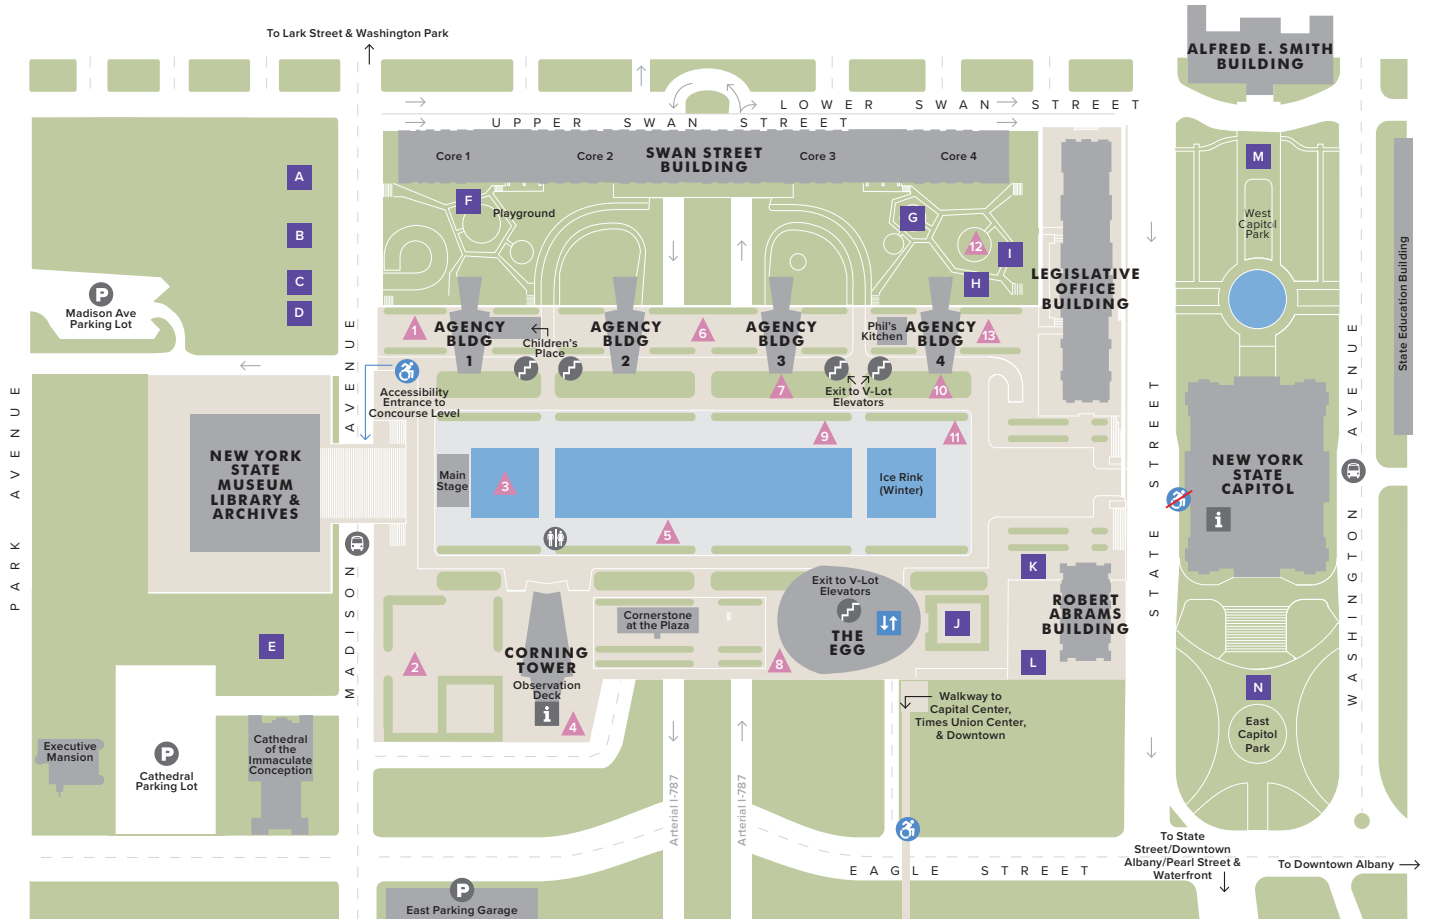 To Lark Street & Washington Park
ALFRED E. SMITH
BUILDING
LOWER SWAN STREET
UPPER SWAN STREET
Core 1
Core 2
SWAN STREET
BUILDING
Core 3
Core 4
A
B
C
D
F
Playground
G
12
I
H
M
West
Capitol
Park
State Education Building
P
Madison Ave
Parking Lot
LEGISLATIVE
OFFICE
BUILDING
1
AGENCY
BLDG
1
Children's
Place
AGENCY
BLDG
2
6
AGENCY
BLDG
3
Phil's
Kitchen
AGENCY
BLDG
4
13
Accessibility
Entrance to
Concourse Level
7
Exit to V-Lot
Elevators
10
PARK AVENUE
MADISON AVENUE
STATE STREET
STATE STREET
WASHINGTON AVENUE
NEW YORK
STATE
MUSEUM
LIBRARY &
ARCHIVES
9
11
Main
Stage
3
Ice Rink
(Winter)
5
NEW YORK
STATE
CAPITOL
i
K
Exit to V-Lot
Elevators
THE
EGG
J
ROBERT
ABRAMS
BUILDING
L
Cornerstone
at the Plaza
8
E
2
CORNING
TOWER
Observation
Deck
i
4
Walkway to
Capital Center,
Times Union Center,
& Downtown
N
East
Capitol
Park
Executive
Mansion
P
Cathedral
Parking Lot
Cathedral
of the
Immaculate
Conception
Arterial I-787
Arterial I-787
EAGLE STREET
To State
Street/Downtown
Albany/Pearl Street &
Waterfront
To Downtown Albany
P
East Parking Garage